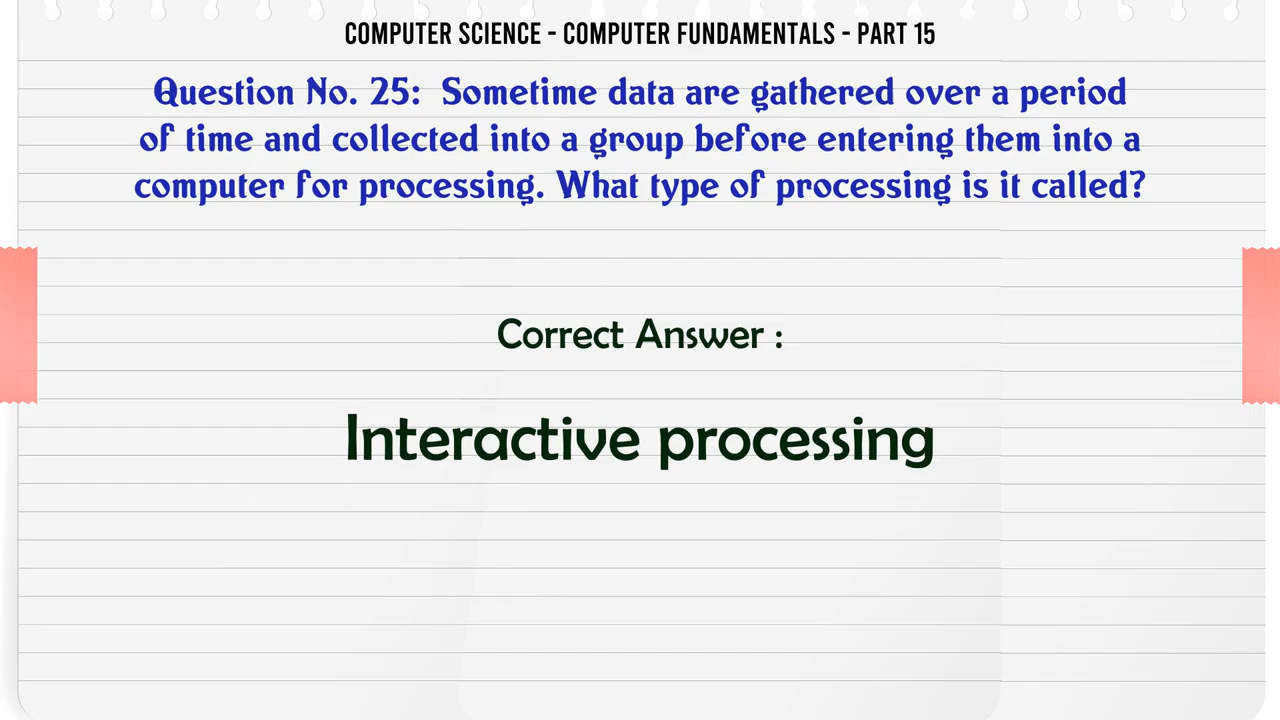 COMPUTER SCIENCE - COMPUTER FUNDAMENTALS - PART 15
Question No. 25: Sometime data are gathered over a period
of time and collected into a group before entering them into a
computer for processing. What type of processing is it called?
Correct Answer :
Interactive processing